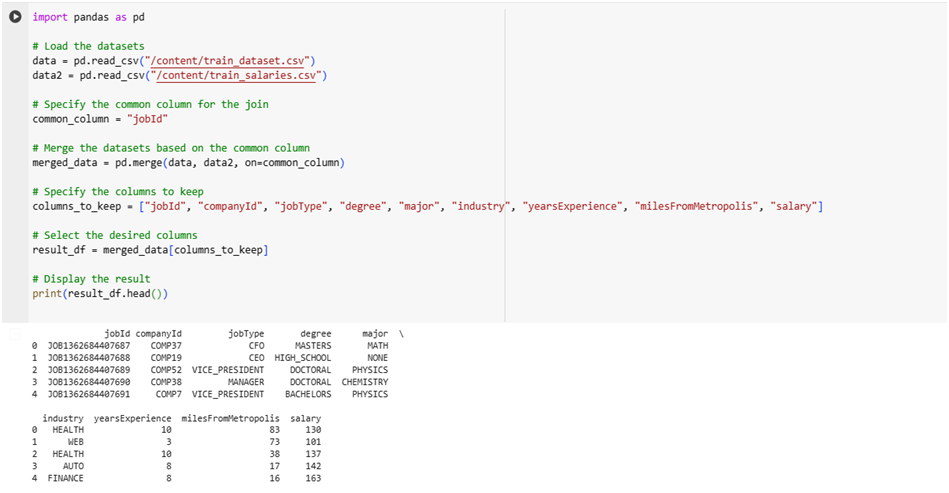 import pandas as pd
# Load the datasets
data = pd.read_csv("/content/train_dataset.csv")
data2 = pd.read_csv("/content/train_salaries.csv")
# Specify the common column for the join
common_column = "jobId"
# Merge the datasets based on the common column
merged_data = pd.merge(data, data2, on=common_column)
# Specify the columns to keep
columns_to_keep = ["jobId", "companyId", "jobType", "degree", "major", "industry", "yearsExperience", "milesFromMetropolis", "salary"]
# Select the desired columns
result_df = merged_data[columns_to_keep]
# Display the result
print(result_df.head())
jobId companyId jobType degree major \
0 JOB1362684407687 COMP37 CFO MASTERS MATH
1 JOB1362684407688 COMP19 CEO HIGH_SCHOOL NONE
2 JOB1362684407689 COMP52 VICE_PRESIDENT DOCTORAL PHYSICS
3 JOB1362684407690 COMP38 MANAGER DOCTORAL CHEMISTRY
4 JOB1362684407691 COMP7 VICE_PRESIDENT BACHELORS PHYSICS
industry yearsExperience milesFromMetropolis salary
0 HEALTH 10 83 130
1 WEB 3 73 101
2 HEALTH 10 38 137
3 AUTO 8 17 142
4 FINANCE 8 16 163